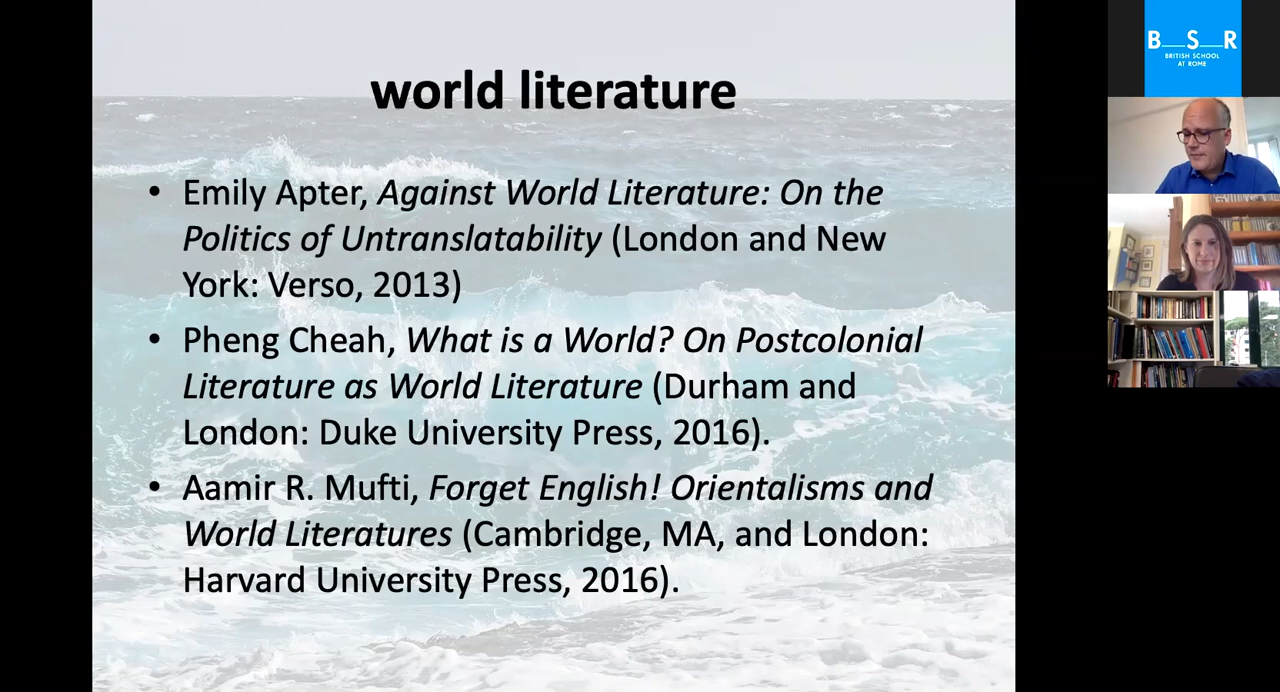 world literature
• Emily Apter, Against World Literature: On the
Politics of Untranslatability (London and New
York: Verso, 2013)
• Pheng Cheah, What is a World? On Postcolonial
Literature as World Literature (Durham and
London: Duke University Press, 2016).
• Aamir R. Mufti, Forget English! Orientalisms and
World Literatures (Cambridge, MA, and London:
Harvard University Press, 2016).
B__S__R
BRITISH SCHOOL
AT ROME